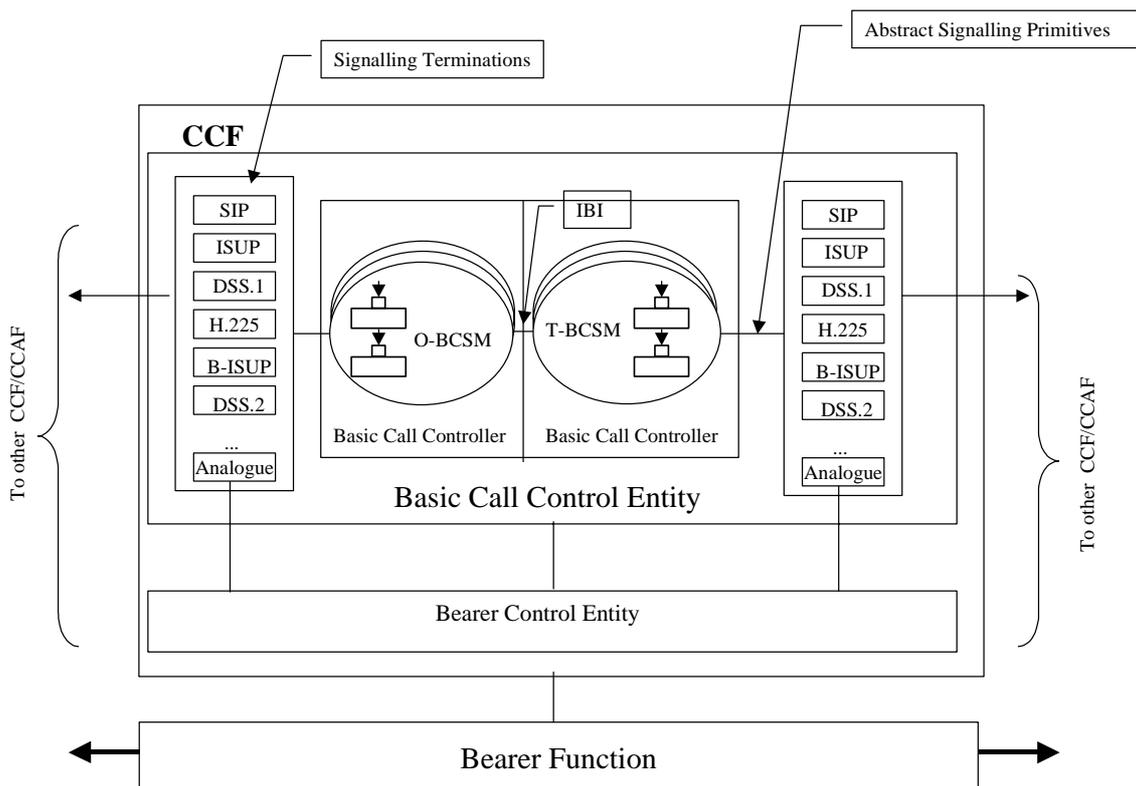 Abstract Signalling Primitives
Signalling Terminations
CCF
SIP
ISUP
DSS.1
H.225
B-ISUP
DSS.2
...
Analogue
IBI
O-BCSM
T-BCSM
Basic Call Controller
Basic Call Controller
SIP
ISUP
DSS.1
H.225
B-ISUP
DSS.2
...
Analogue
Basic Call Control Entity
To other CCF/CCAF
To other CCF/CCAF
Bearer Control Entity
Bearer Function